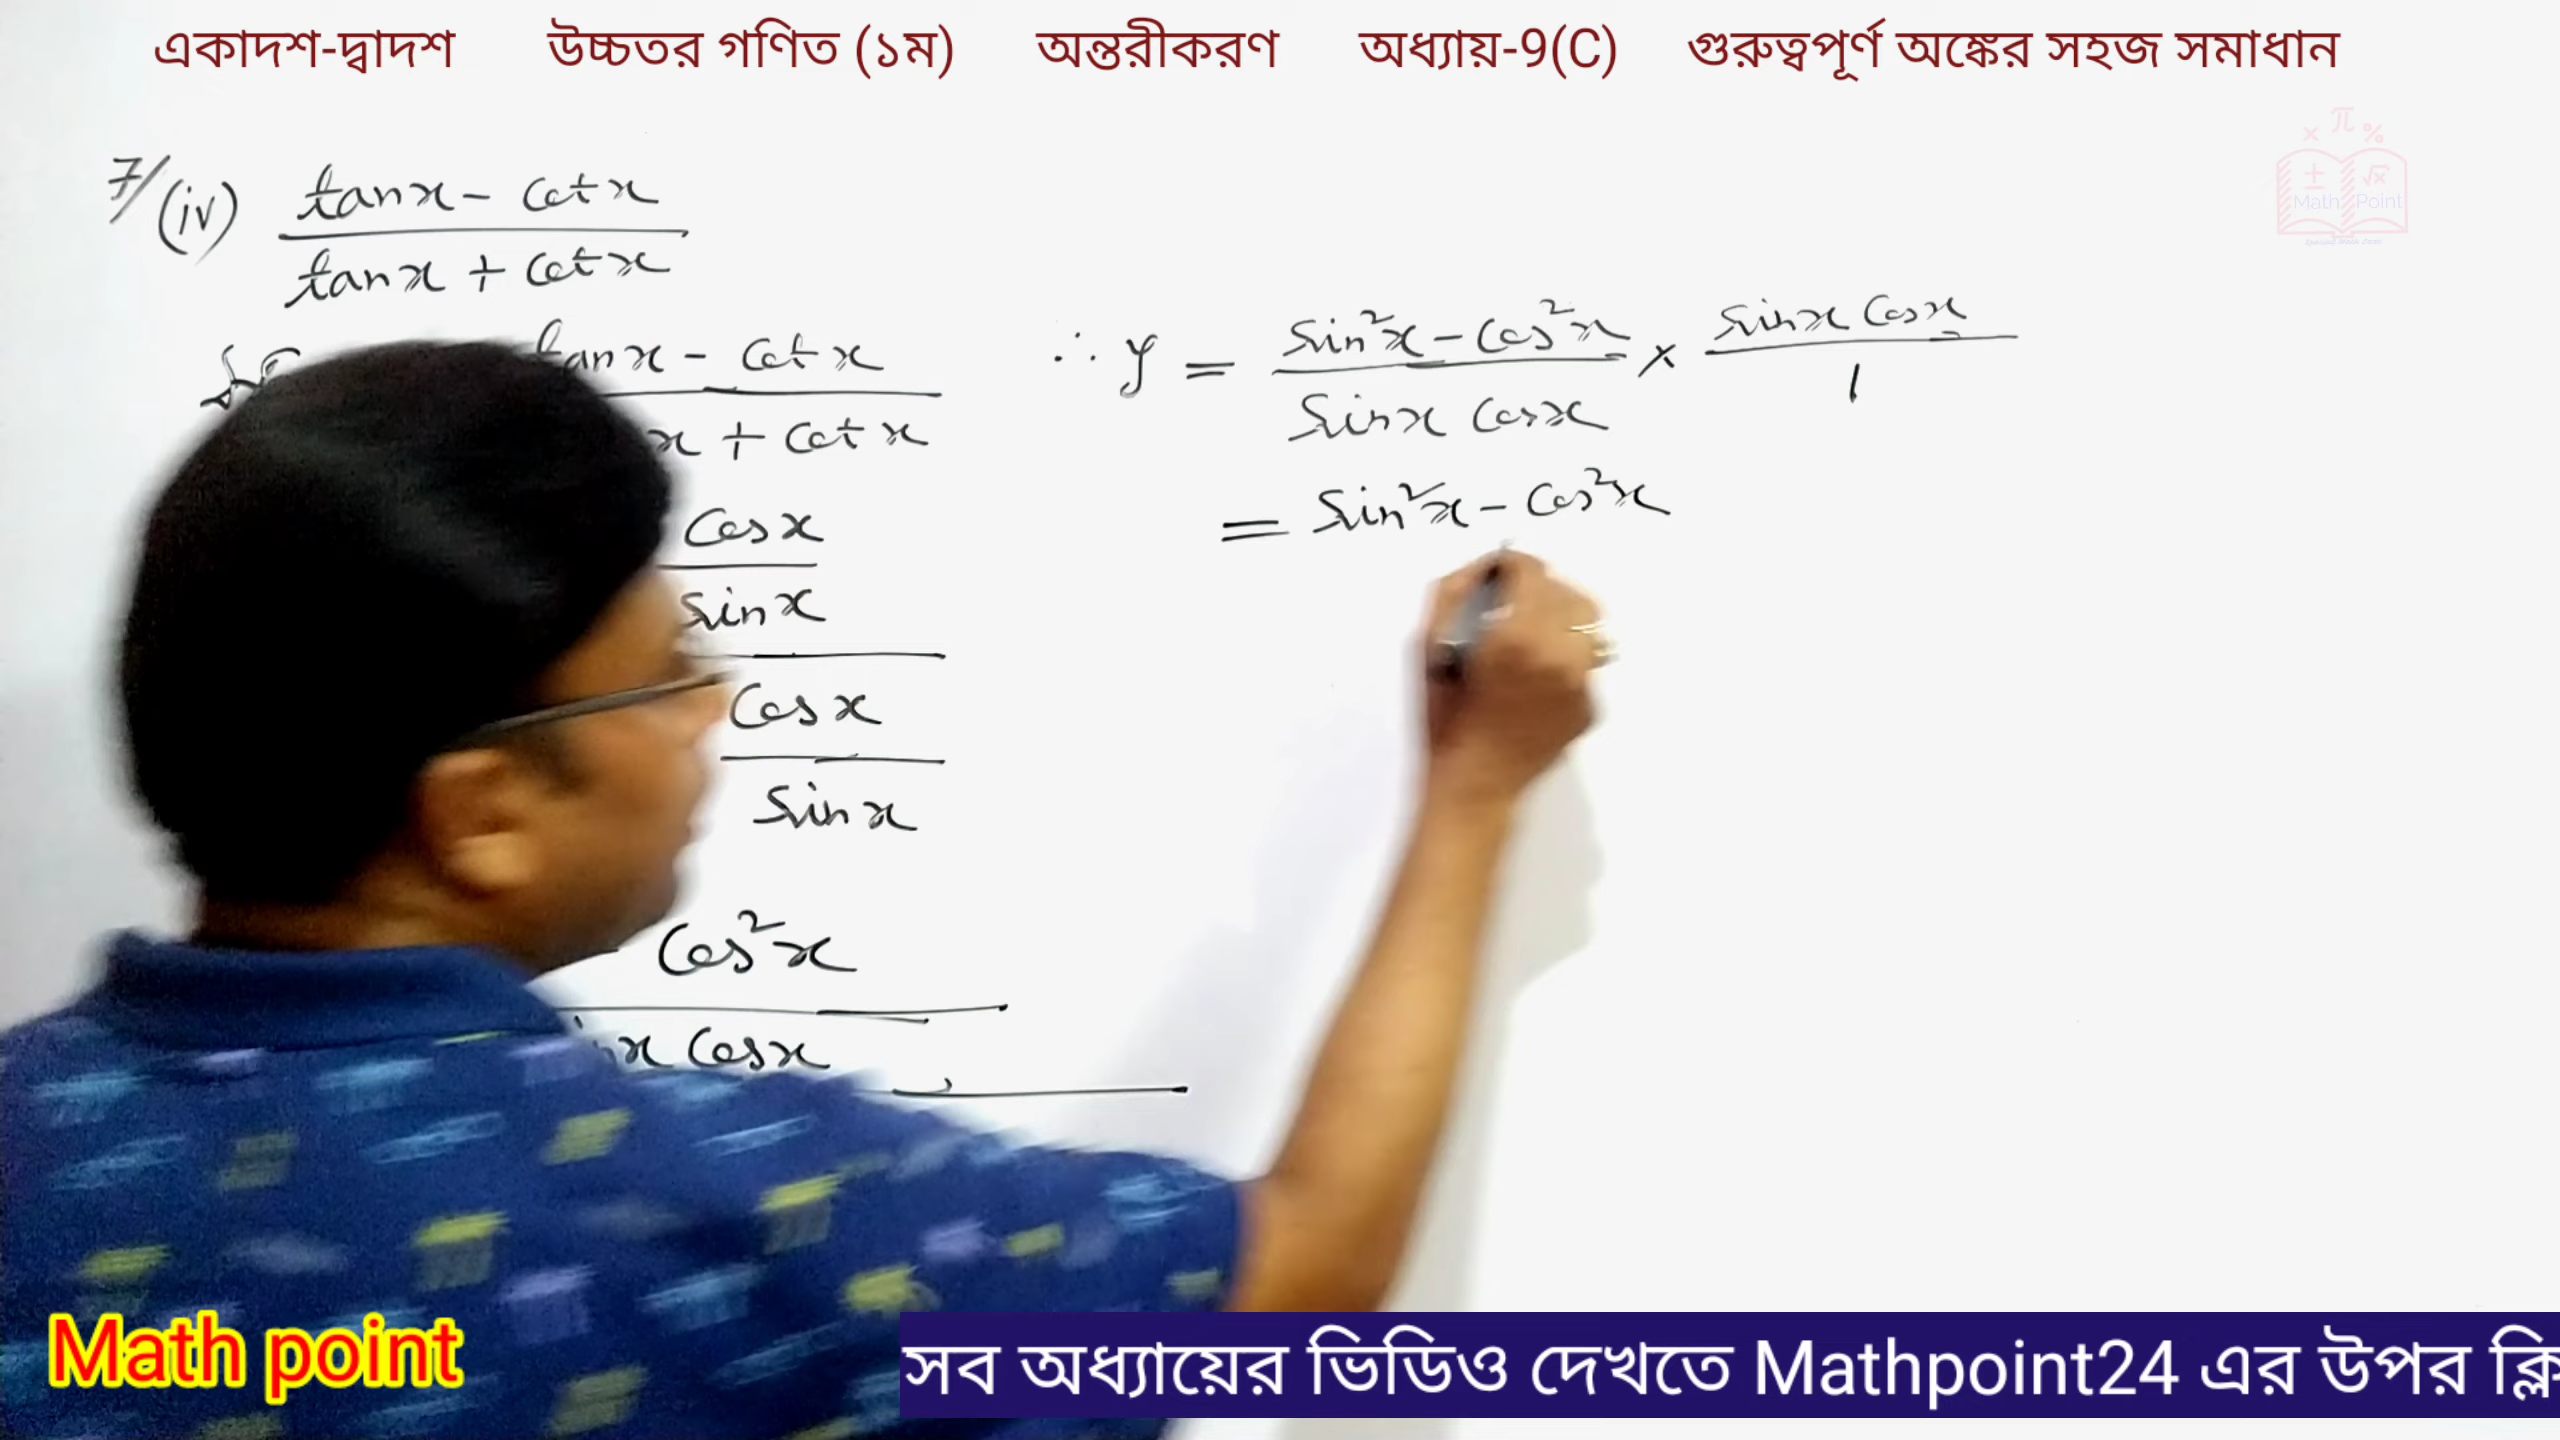 একাদশ-দ্বাদশ উচ্চতর গণিত (১ম) অন্তরীকরণ অধ্যায়-9(C) গুরুত্বপূর্ণ অঙ্কের সহজ সমাধান
Math Point
7/(iv) tanx - cotx
tanx + cotx
tanx - cotx
x + cotx
cosx
sinx
cosx
sinx
cos²x
x cosx
∴ y = sin²x - cos²x / sinx cosx × sinx cosx / 1
= sin²x - cos²x
Math point
সব অধ্যায়ের ভিডিও দেখতে Mathpoint24 এর উপর ক্লি